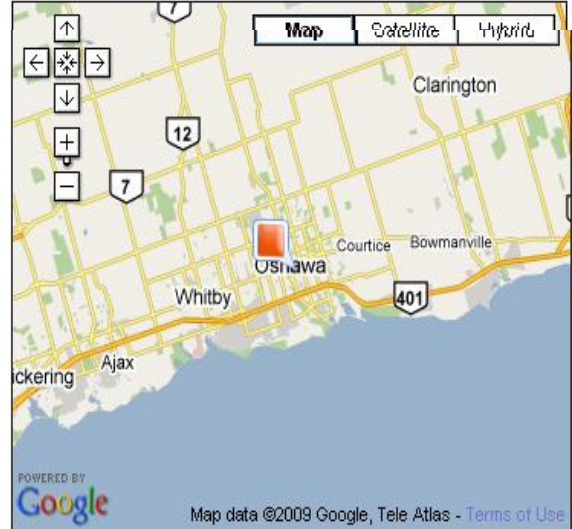 7
Map Satellite Hybrid
Clarington
12
7
Courtice Bowmanville
Oshawa
Whitby
401
Ajax
ickering
POWERED BY
Google
Map data ©2009 Google, Tele Atlas - Terms of Use